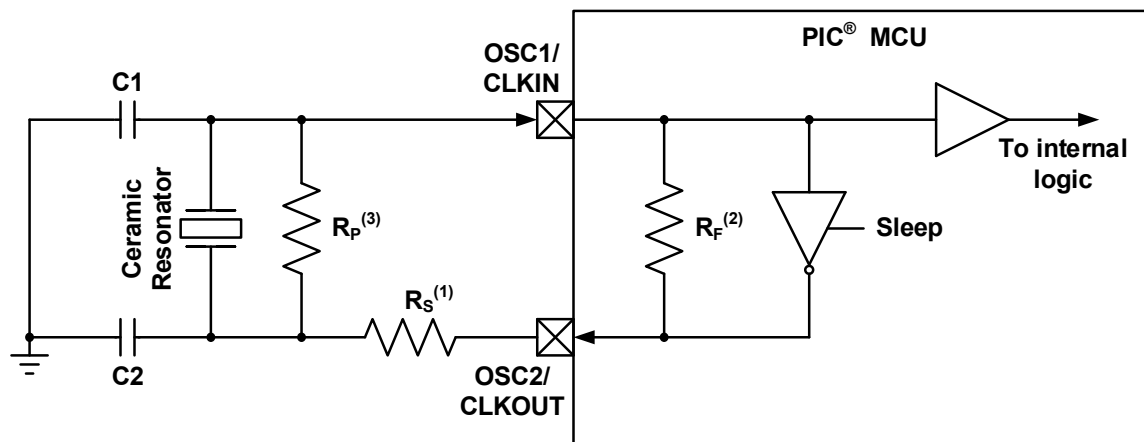 PIC® MCU
OSC1/
CLKIN
C1
To internal
logic
Ceramic
Resonator
RP(3)
RF(2)
Sleep
RS(1)
C2
OSC2/
CLKOUT